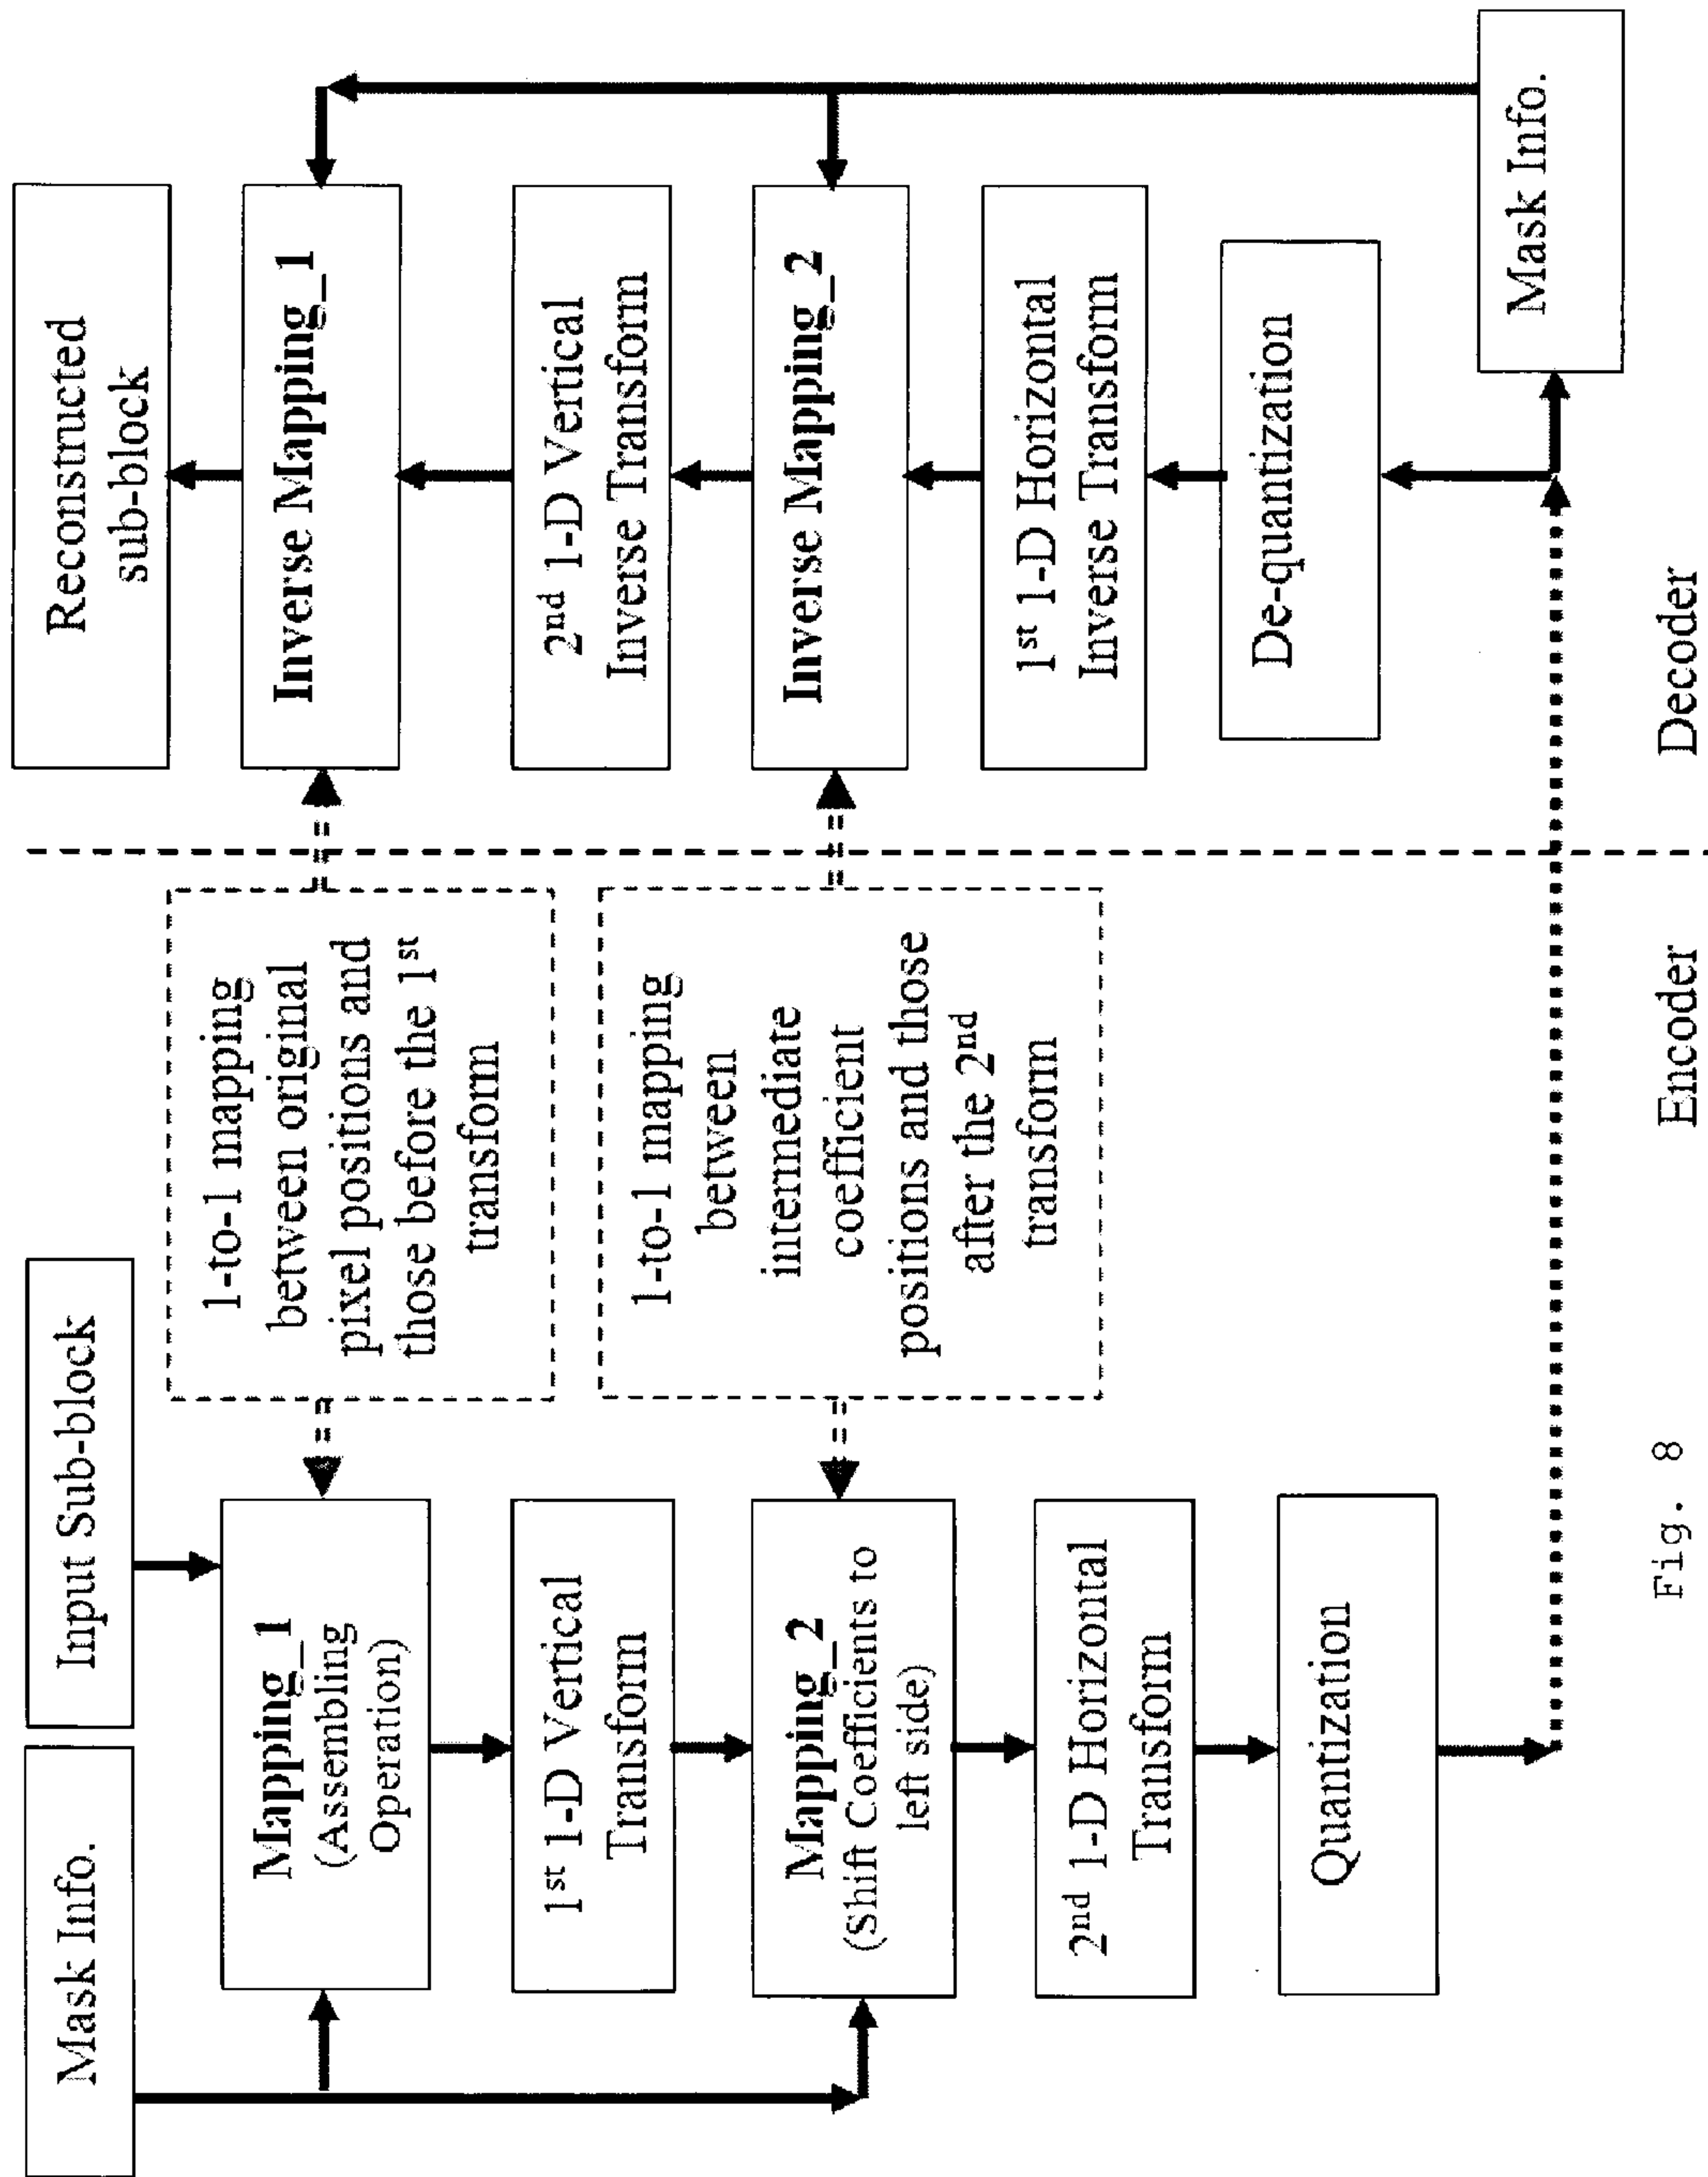 Mask Info.
Input Sub-block
Mapping_1
(Assembling
Operation)
1st 1-D Vertical
Transform
Mapping_2
(Shift Coefficients to
left side)
2nd 1-D Horizontal
Transform
Quantization
1-to-1 mapping
between original
pixel positions and
those before the 1st
transform
1-to-1 mapping
between
intermediate
coefficient
positions and those
after the 2nd
transform
Reconstructed
sub-block
Inverse Mapping_1
2nd 1-D Vertical
Inverse Transform
Inverse Mapping_2
1st 1-D Horizontal
Inverse Transform
De-quantization
Mask Info.
Encoder
Decoder
Fig. 8